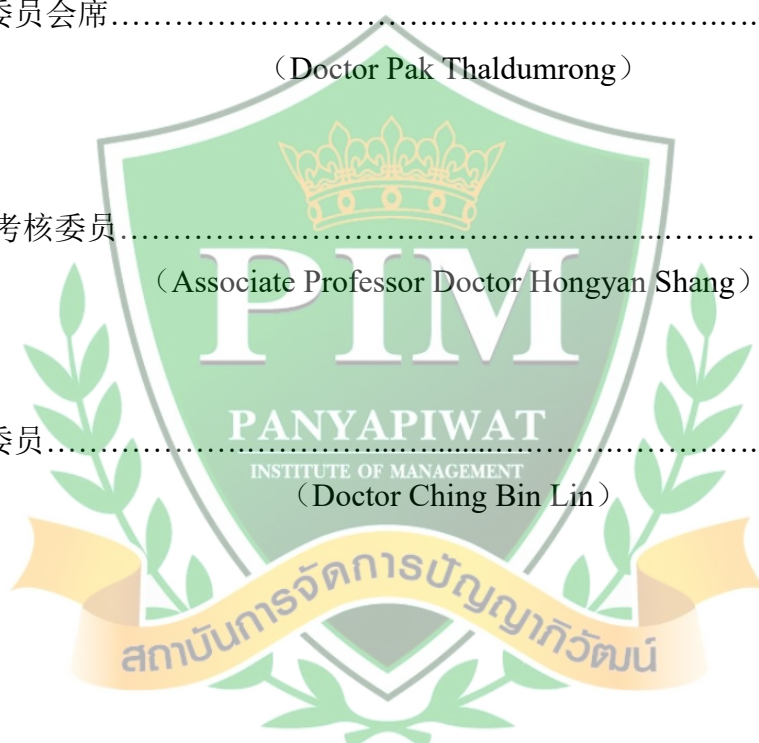 委员会席……………………………………………………
（Doctor Pak Thaldumrong）
考核委员……………………………………………………
（Associate Professor Doctor Hongyan Shang）
PIM
委员……………………………………………………
PANYAPIWAT
INSTITUTE OF MANAGEMENT
（Doctor Ching Bin Lin）
สถาบันการจัดการปัญญาภิวัฒน์